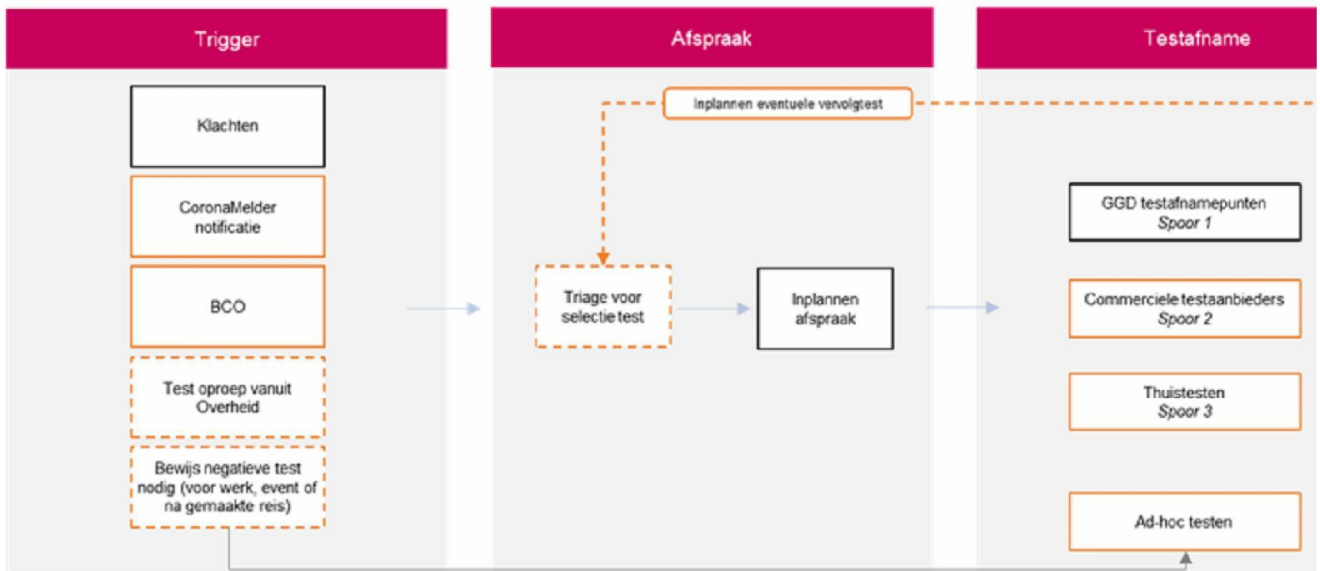 Trigger
Afspraak
Testafname
Klachten
CoronaMelder
notificatie
BCO
Test oproep vanuit
Overheid
Bewijs negatieve test
nodig (voor werk, event of
na gemaakte reis)
Inplannen eventuele vervolgtest
Triage voor
selectie test
Inplannen
afspraak
GGD testafnamepunten
Spoor 1
Commerciele testaanbieders
Spoor 2
Thuistesten
Spoor 3
Ad-hoc testen